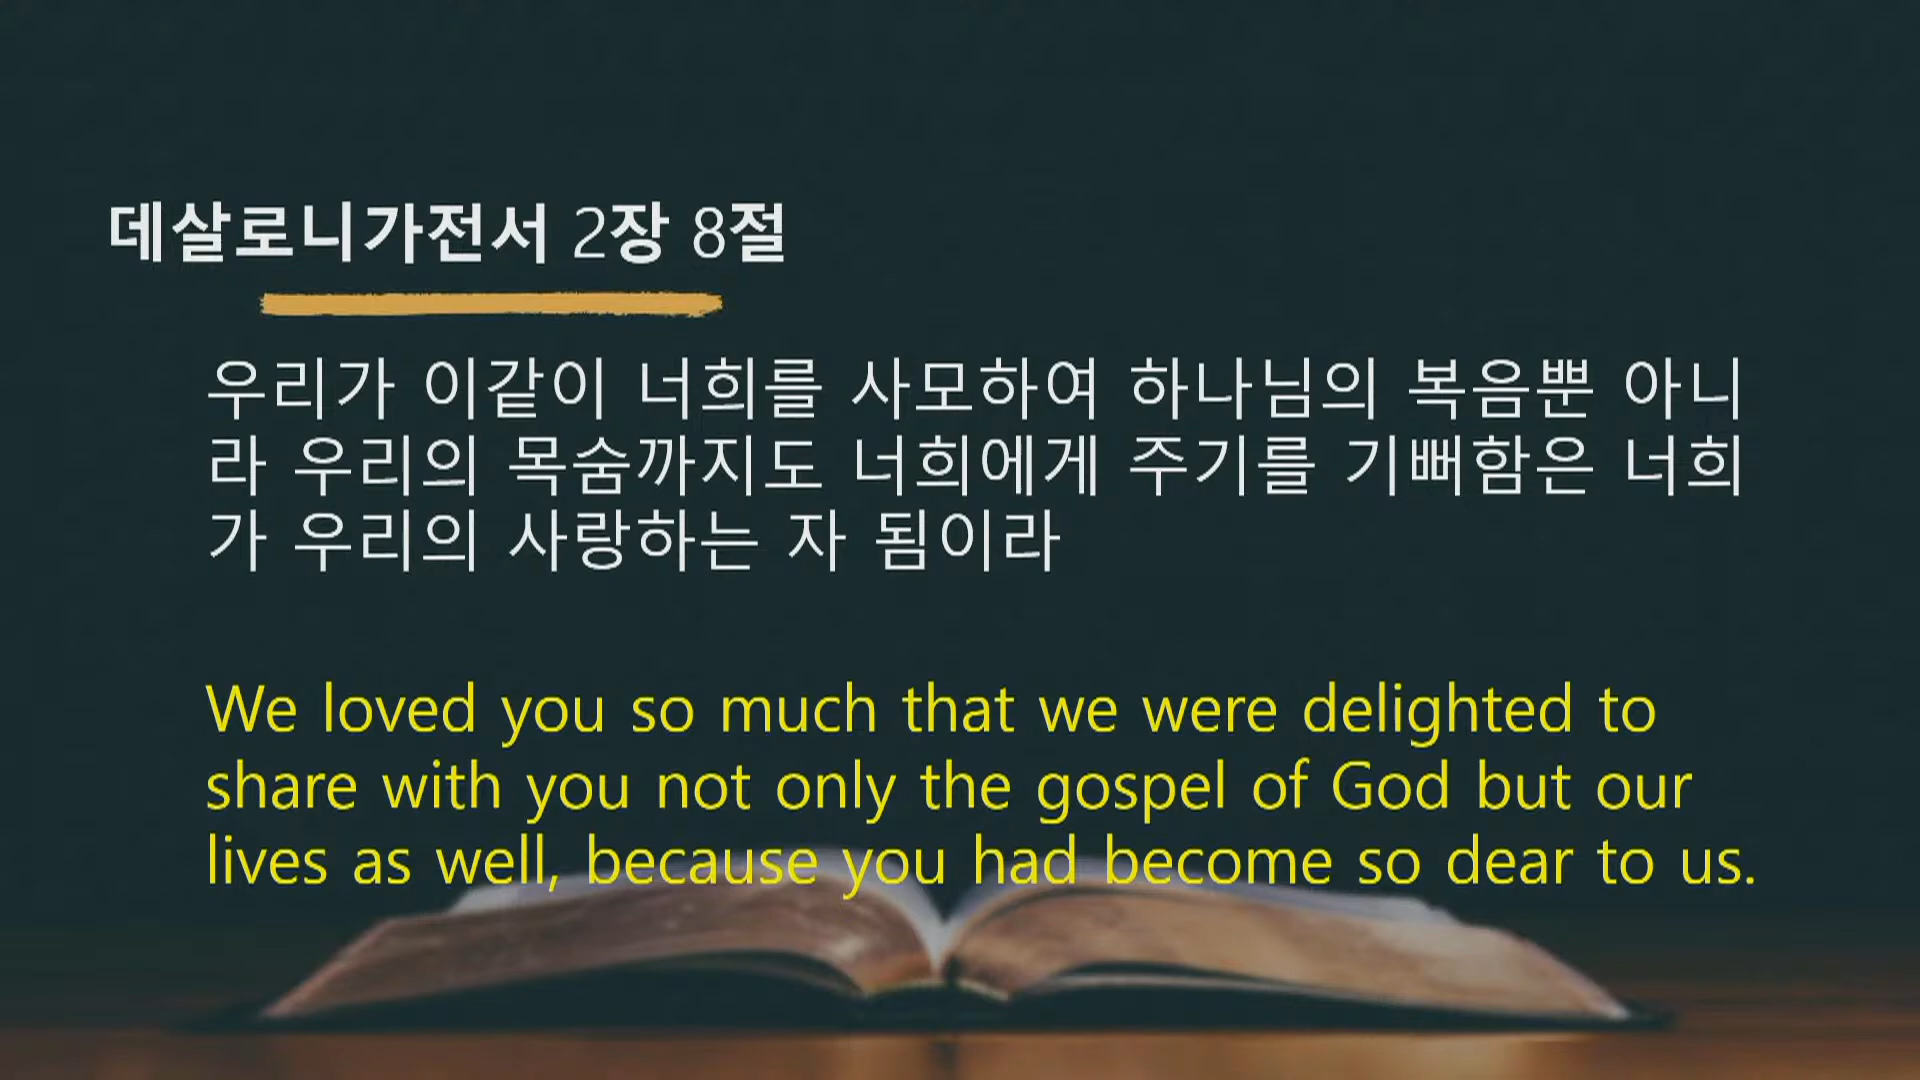 데살로니가전서 2장 8절
우리가 이같이 너희를 사모하여 하나님의 복음뿐 아니
라 우리의 목숨까지도 너희에게 주기를 기뻐함은 너희
가 우리의 사랑하는 자 됨이라
We loved you so much that we were delighted to
share with you not only the gospel of God but our
lives as well, because you had become so dear to us.